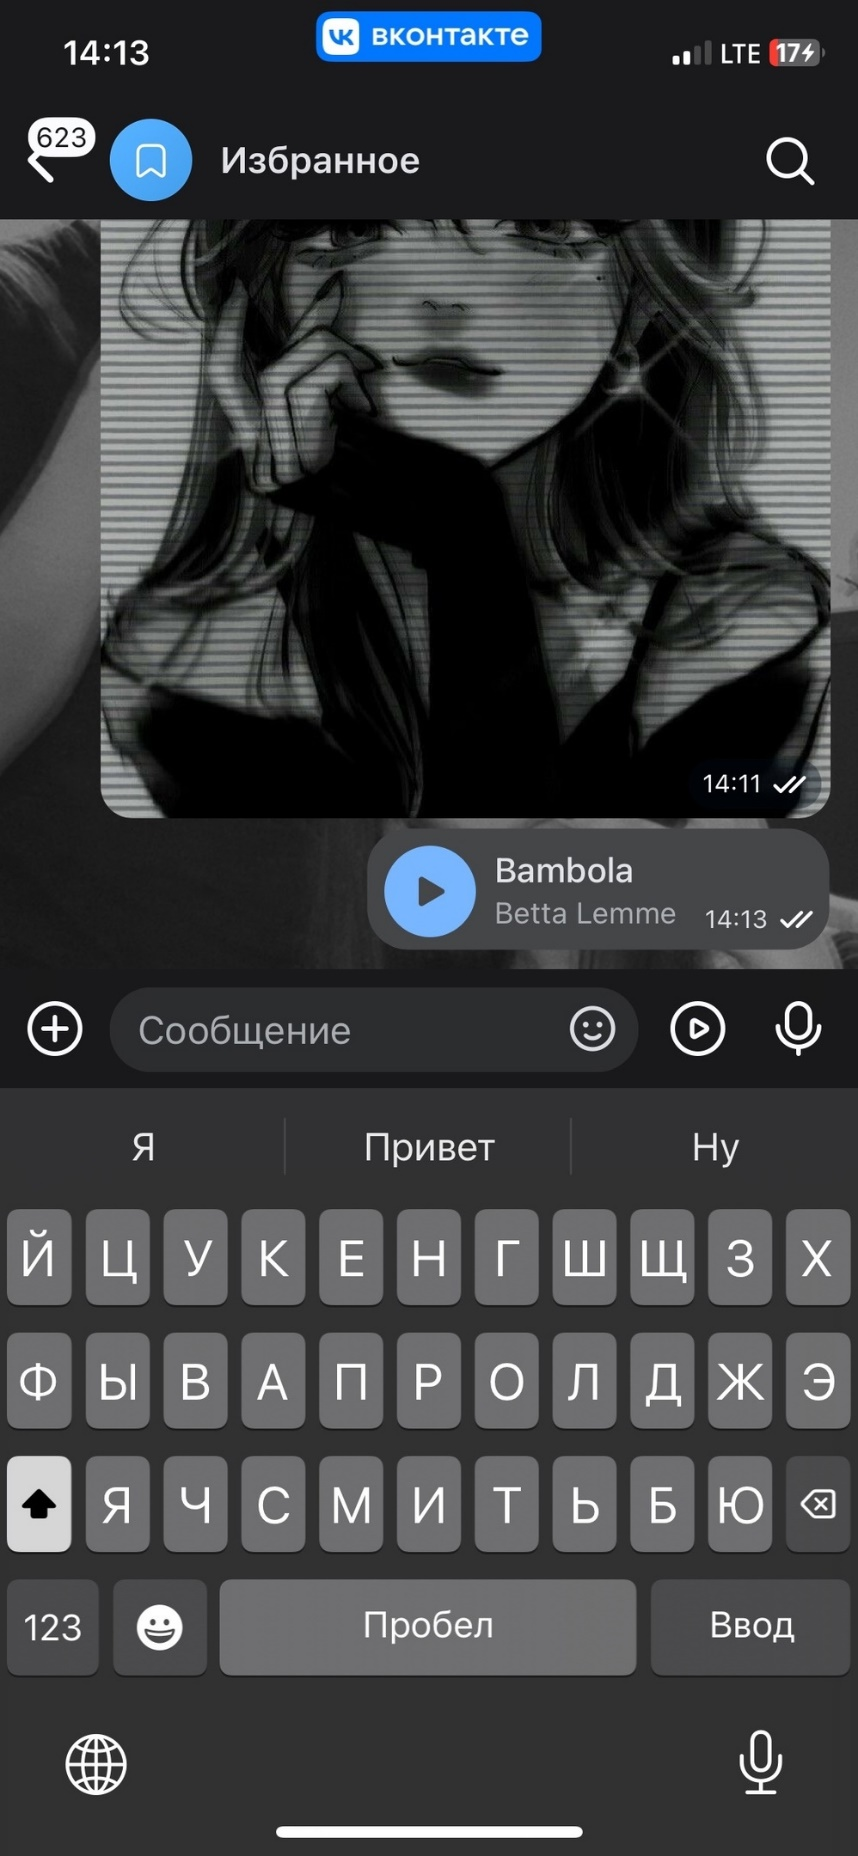 14:13
вконтакте
LTE 17
623
Избранное
14:11
Bambola
Betta Lemme 14:13
Сообщение
Я Привет Ну
Й Ц У К Е Н Г Ш Щ З Х
Ф Ы В А П Р О Л Д Ж Э
Я Ч С М И Т Ь Б Ю
123 Пробел Ввод